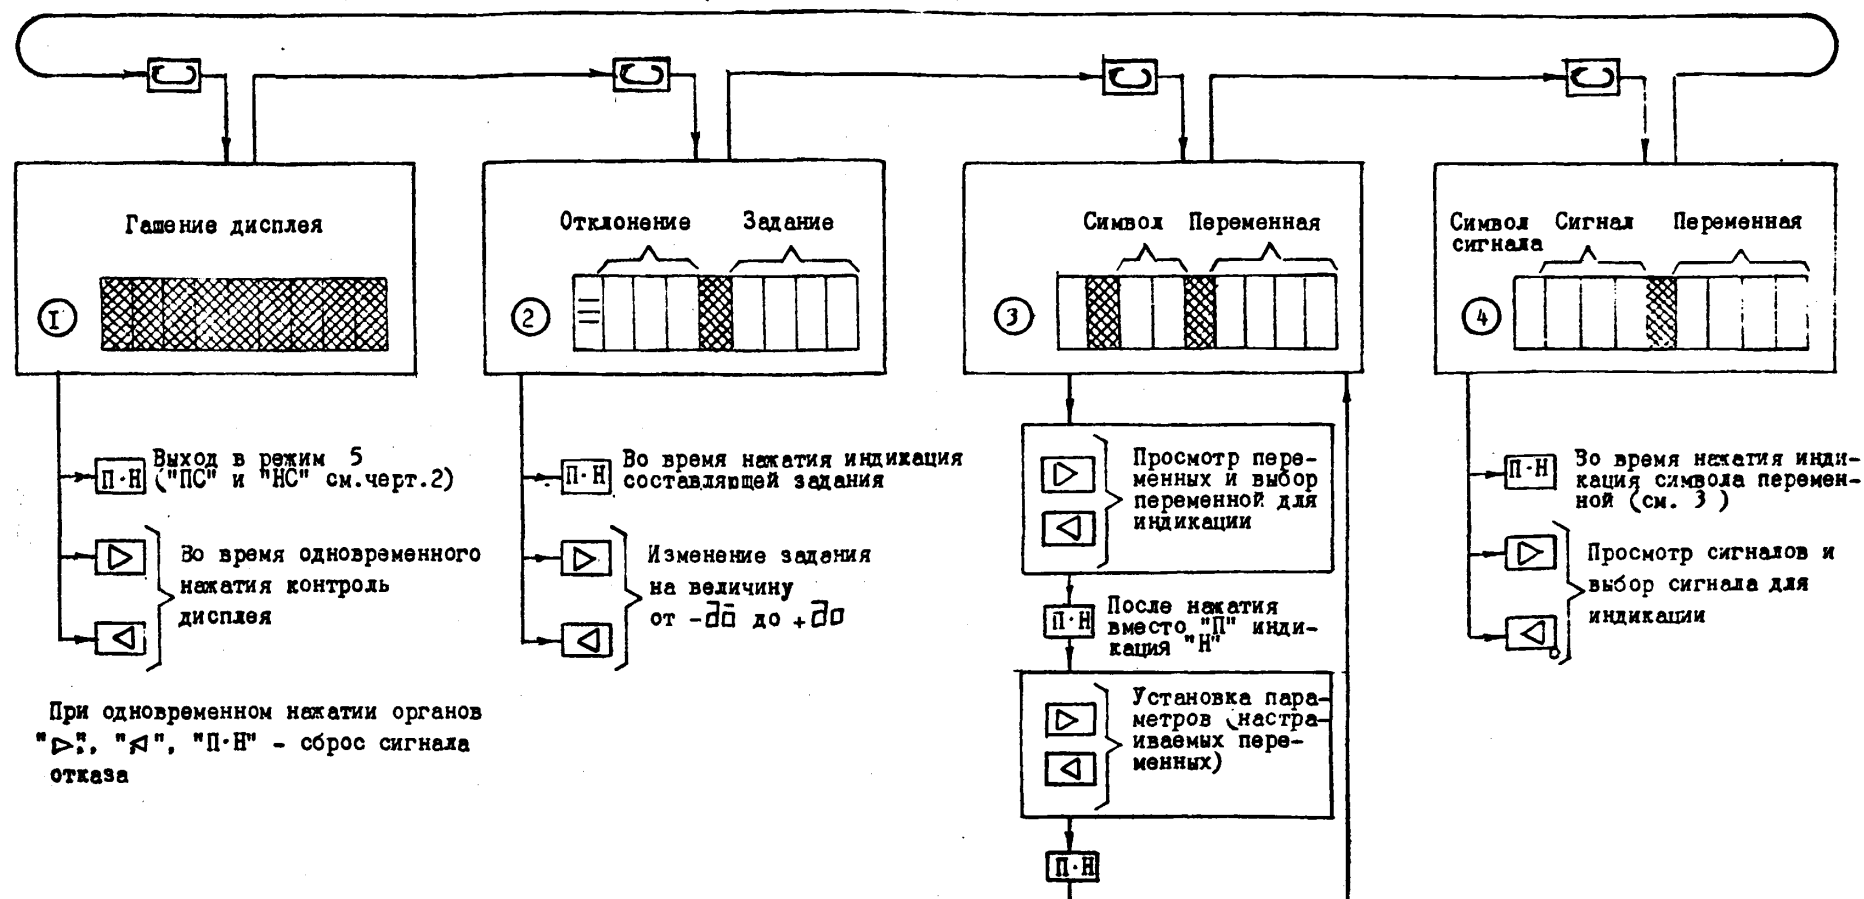 Гашение дисплея
I
Выход в режим 5
П·Н ("ПС" и "НС" см.черт.2)
Во время одновременного
нажатия контроль
дисплея
При одновременном нажатии органов
"▷", "◁", "П·Н" – сброс сигнала
отказа
Отклонение Задание
2
Во время нажатия индикация
П·Н составляющей задания
Изменение задания
на величину
от - до +
Символ Переменная
3
Просмотр пере-
менных и выбор
переменной для
индикации
После нажатия
П·Н вместо "П" инди-
кация "Н"
Установка пара-
метров (настра-
иваемых пере-
менных)
П·Н
Символ Сигнал Переменная
сигнала
4
Во время нажатия инди-
П·Н кация символа перемен-
ной (см. 3 )
Просмотр сигналов и
выбор сигнала для
индикации